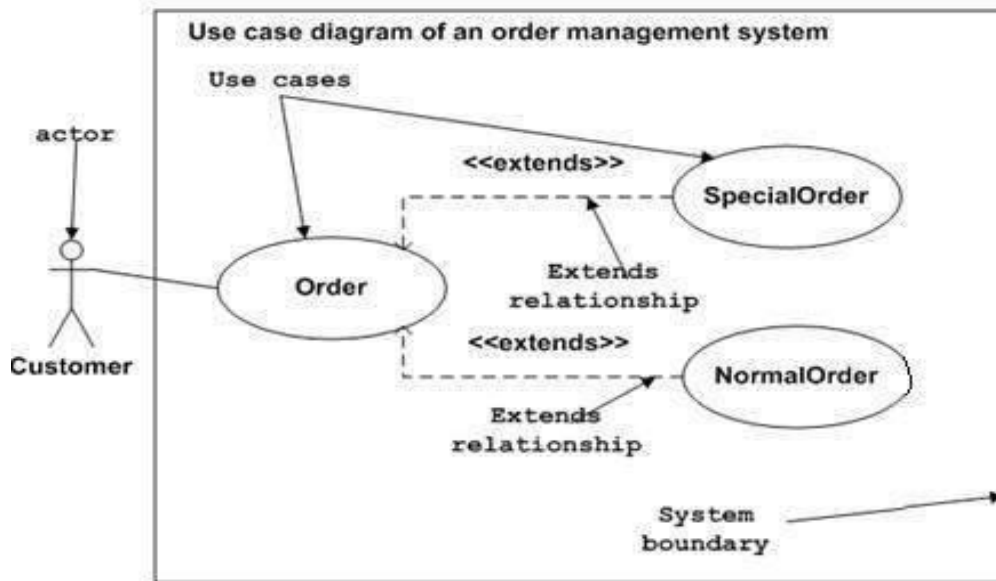 Use case diagram of an order management system
Use cases
actor
<<extends>>
SpecialOrder
Order
Extends
relationship
<<extends>>
Customer
NormalOrder
Extends
relationship
System
boundary